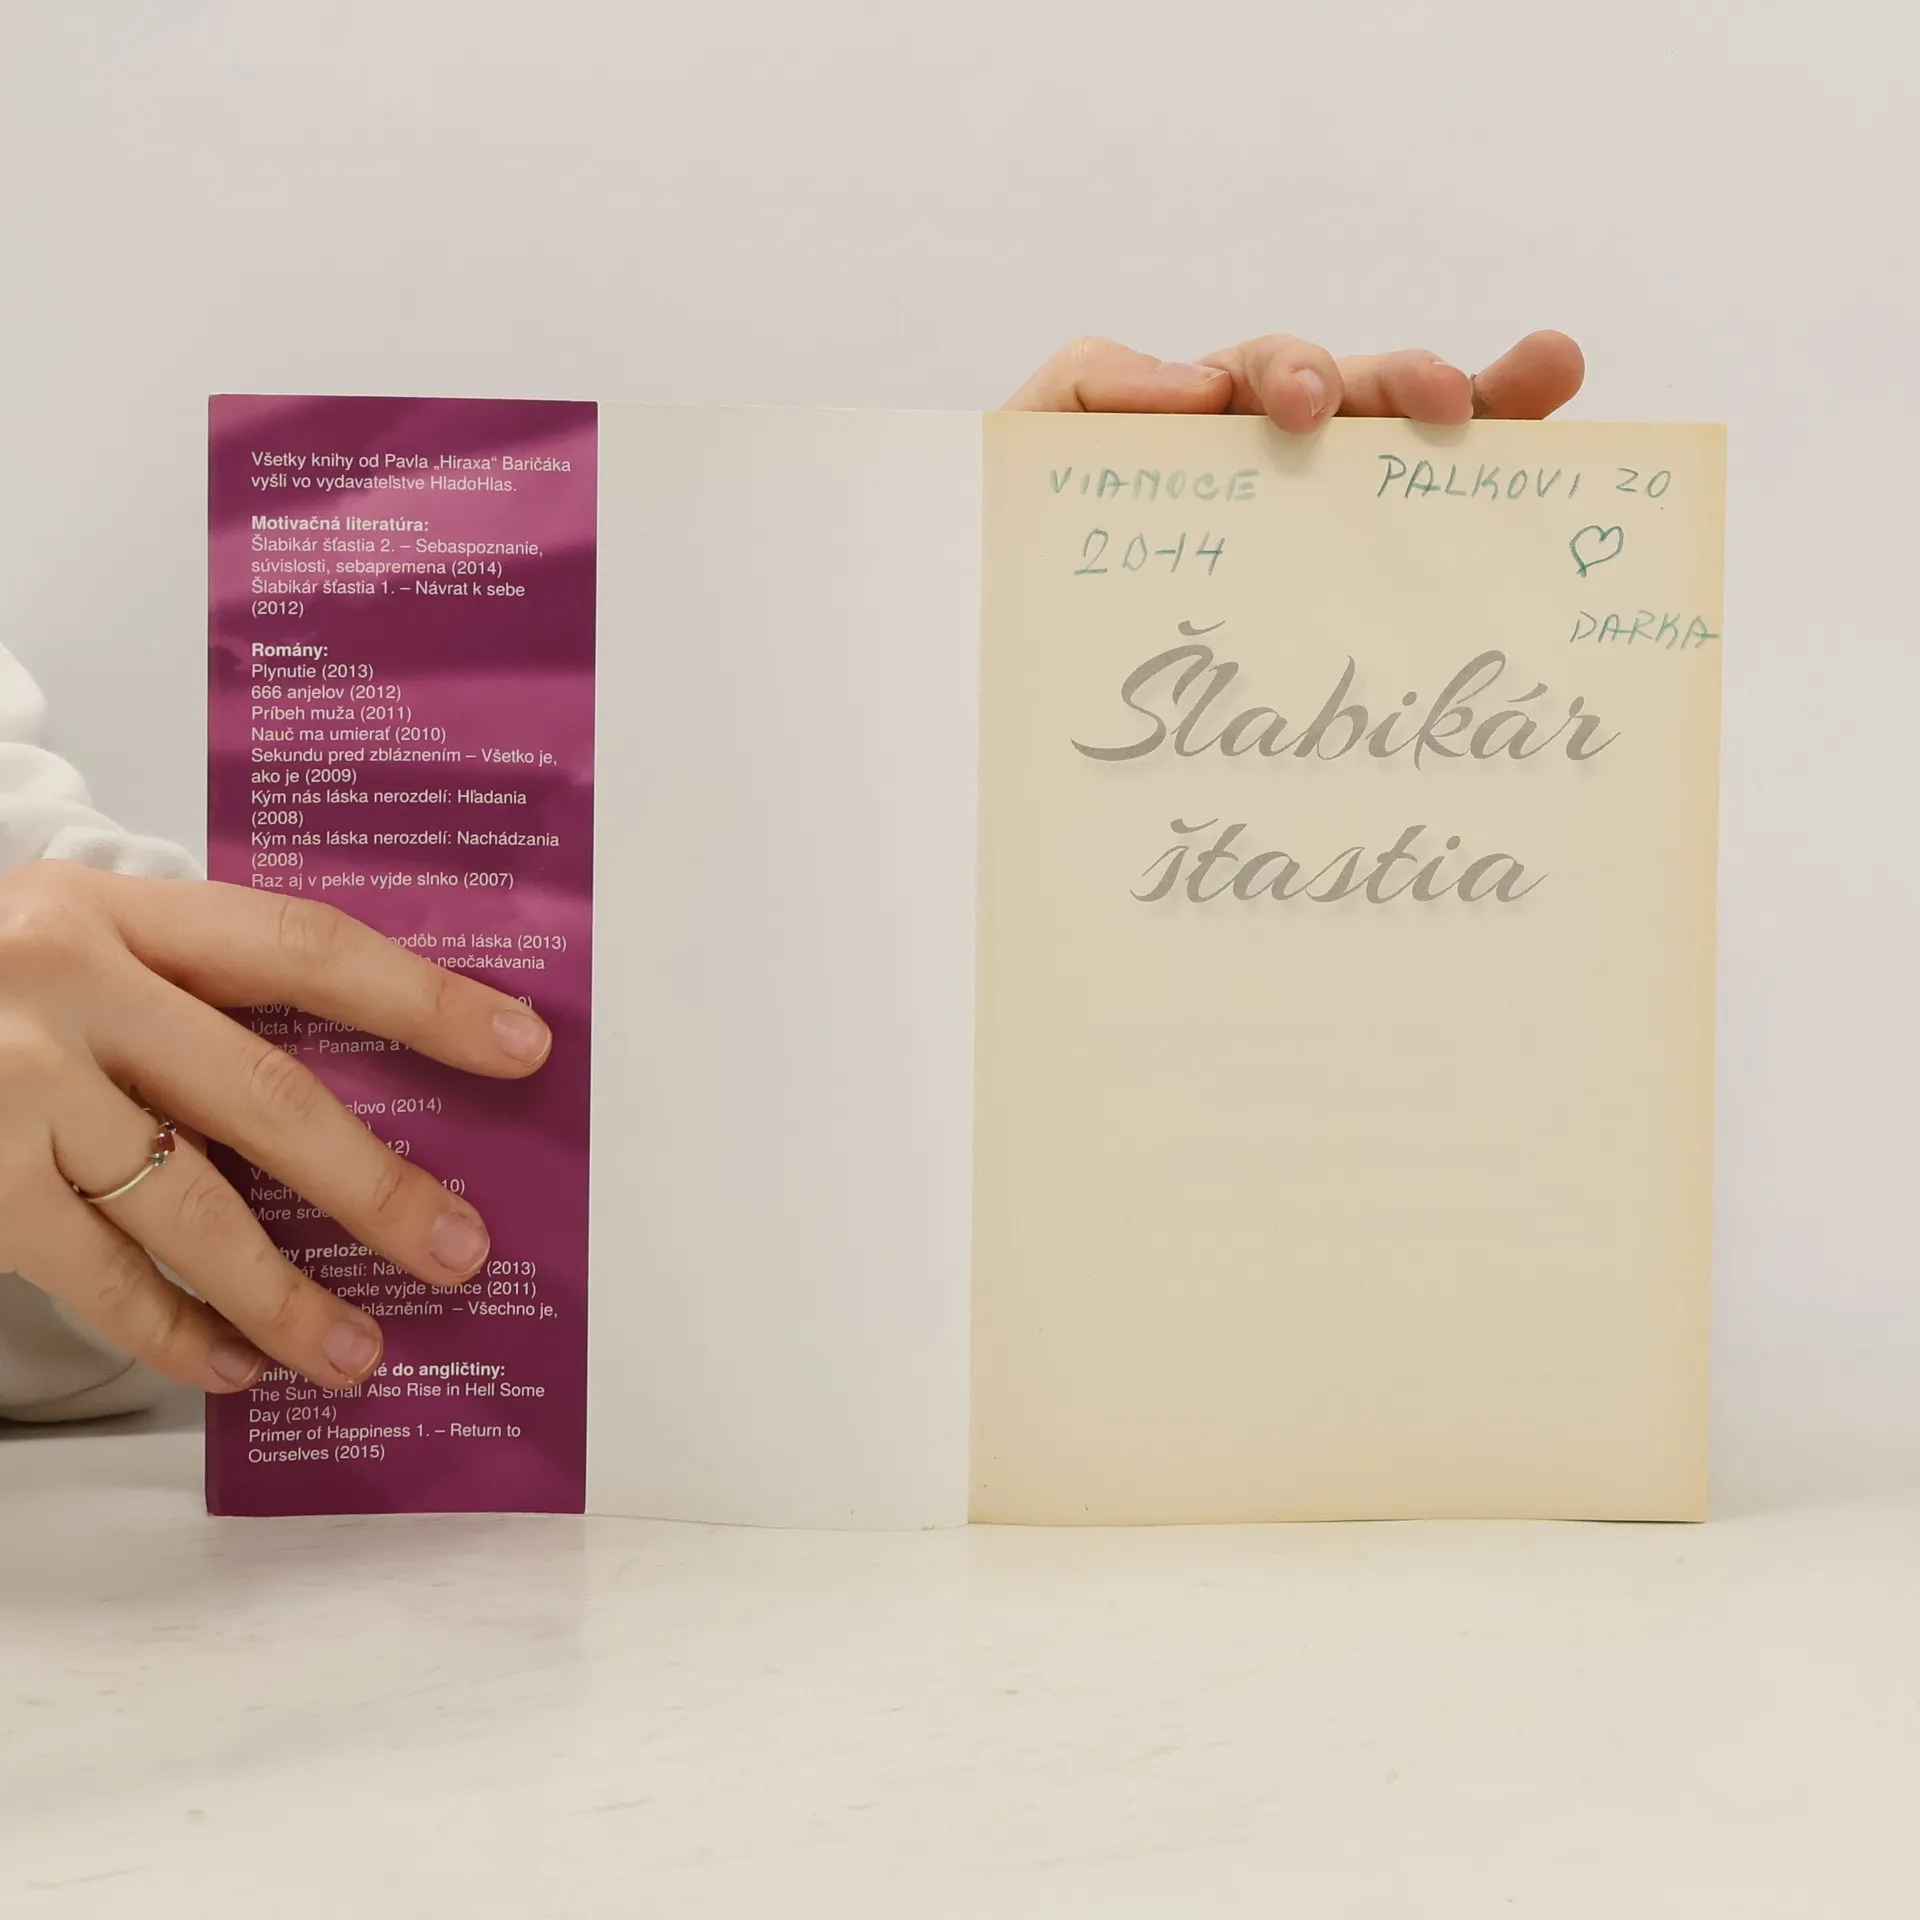 Všetky knihy od Pavla „Hiraxa“ Baričáka
vyšli vo vydavateľstve HladoHlas.
Motivačná literatúra:
Šlabikár šťastia 2. – Sebaspoznanie,
súvislosti, sebapremena (2014)
Šlabikár šťastia 1. – Návrat k sebe
(2012)
Romány:
Plynutie (2013)
666 anjelov (2012)
Príbeh muža (2011)
Nauč ma umierať (2010)
Sekundu pred zbláznením – Všetko je,
ako je (2009)
Kým nás láska nerozdelí: Hľadania
(2008)
Kým nás láska nerozdelí: Nachádzania
(2008)
Raz aj v pekle vyjde slnko (2007)
podôb má láska (2013)
neočakávania
Nový
Úcta k
– Panama a
slovo (2014)
V
Nech
More
štestí: (2013)
pekle vyjde slunce (2011)
– Všechno je,
do angličtiny:
The Sun Shall Also Rise in Hell Some
Day (2014)
Primer of Happiness 1. – Return to
Ourselves (2015)
VIANOCE
2014
PALKOVI ZO
♡
DARKA
Šlabikár
šťastia